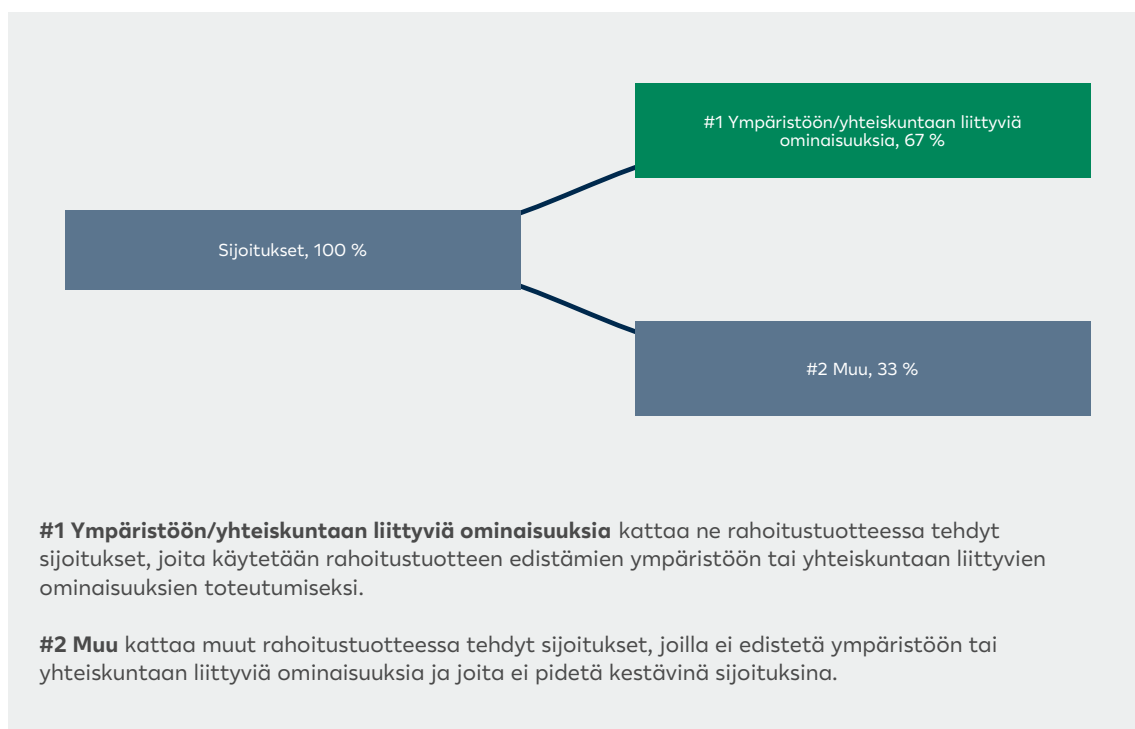 #1 Ympäristöön/yhteiskuntaan liittyviä
ominaisuuksia, 67 %
Sijoitukset, 100 %
#2 Muu, 33 %
#1 Ympäristöön/yhteiskuntaan liittyviä ominaisuuksia kattaa ne rahoitustuotteessa tehdyt
sijoitukset, joita käytetään rahoitustuotteen edistämien ympäristöön tai yhteiskuntaan liittyvien
ominaisuuksien toteutumiseksi.
#2 Muu kattaa muut rahoitustuotteessa tehdyt sijoitukset, joilla ei edistetä ympäristöön tai
yhteiskuntaan liittyviä ominaisuuksia ja joita ei pidetä kestävinä sijoituksina.